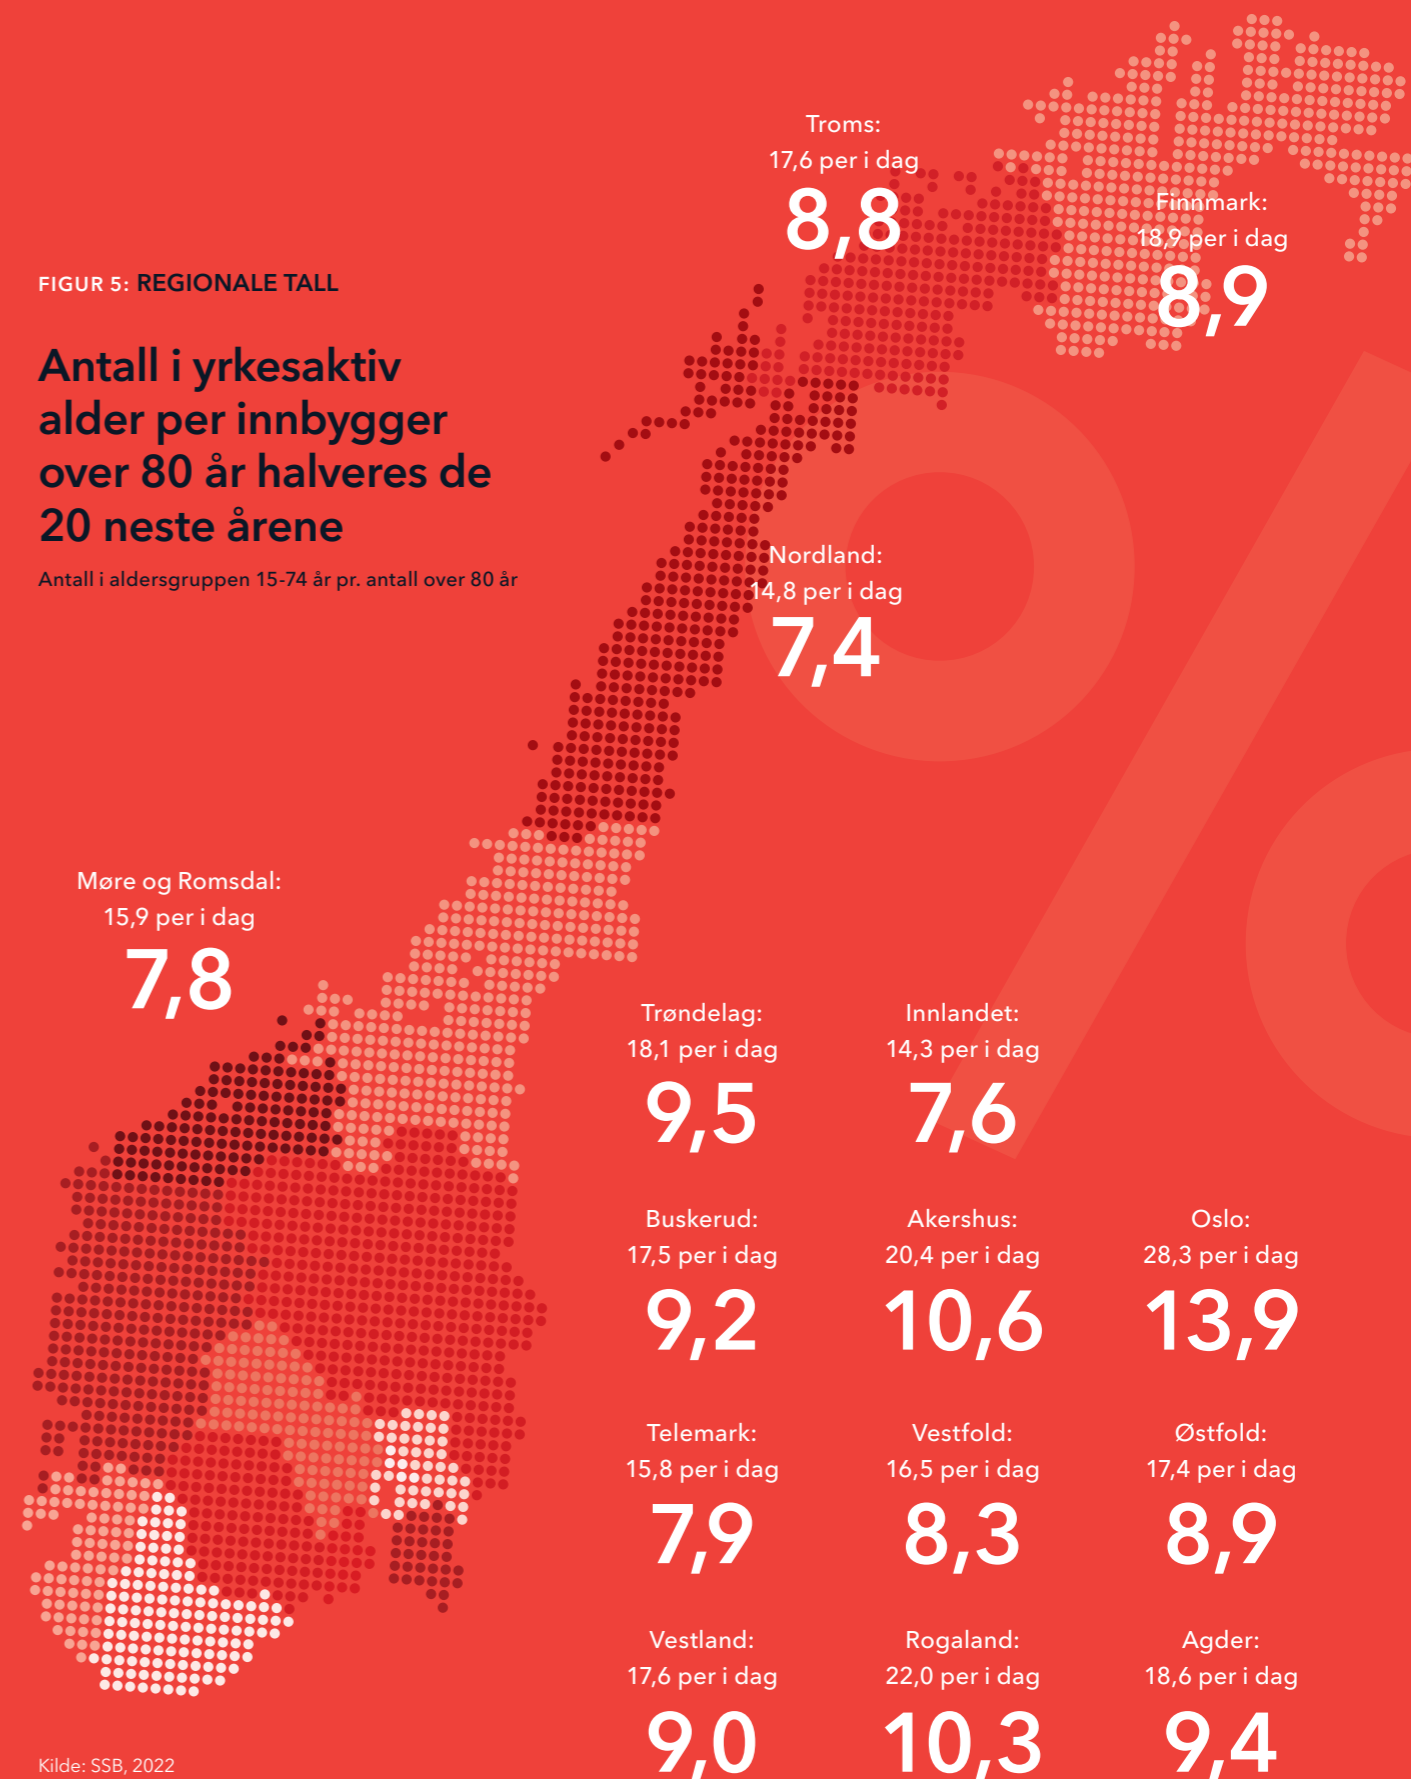 Troms:
17,6 per i dag
8,8
Finnmark:
18,9 per i dag
8,9
FIGUR 5: REGIONALE TALL
Antall i yrkesaktiv
alder per innbygger
over 80 år halveres de
20 neste årene
Antall i aldersgruppen 15-74 år pr. antall over 80 år
Nordland:
14,8 per i dag
7,4
Møre og Romsdal:
15,9 per i dag
7,8
Trøndelag:
18,1 per i dag
9,5
Innlandet:
14,3 per i dag
7,6
Buskerud:
17,5 per i dag
9,2
Akershus:
20,4 per i dag
10,6
Oslo:
28,3 per i dag
13,9
Telemark:
15,8 per i dag
7,9
Vestfold:
16,5 per i dag
8,3
Østfold:
17,4 per i dag
8,9
Vestland:
17,6 per i dag
9,0
Rogaland:
22,0 per i dag
10,3
Agder:
18,6 per i dag
9,4
Kilde: SSB, 2022
%